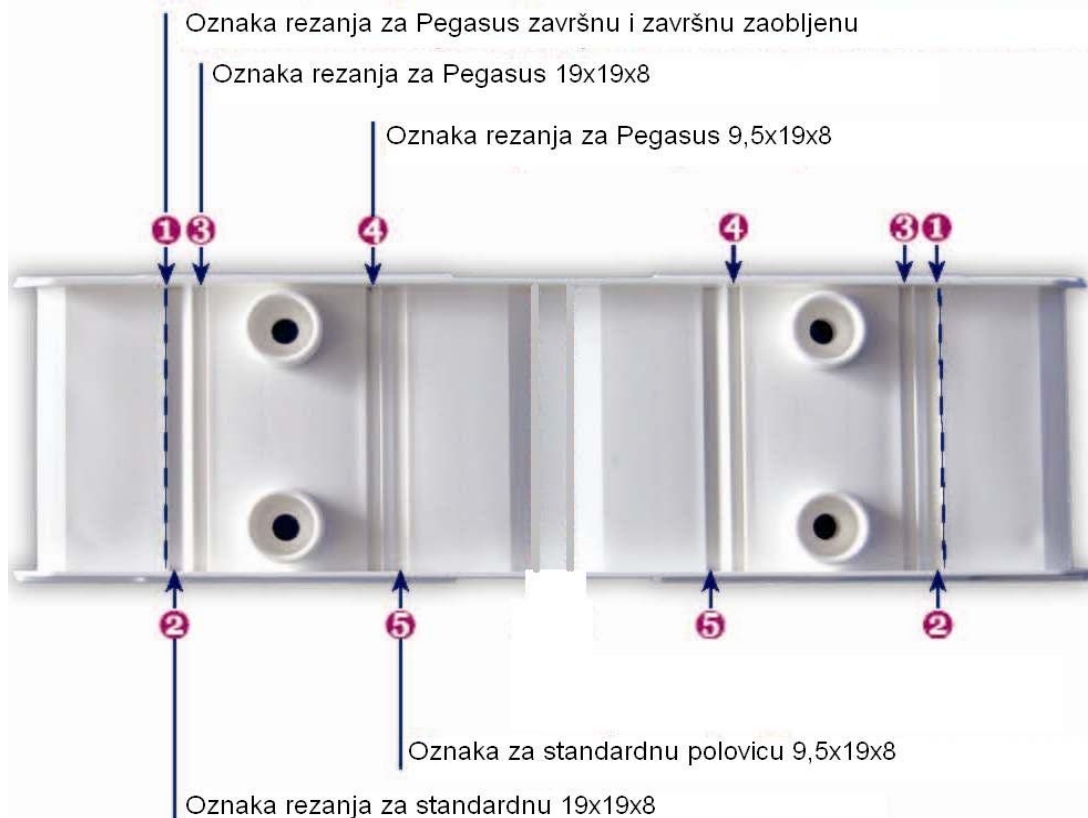 Oznaka rezanja za Pegasus završnu i završnu zaobljenu
Oznaka rezanja za Pegasus 19x19x8
Oznaka rezanja za Pegasus 9,5x19x8
1 3 4 4 3 1
2 5 5 2
Oznaka za standardnu polovicu 9,5x19x8
Oznaka rezanja za standardnu 19x19x8